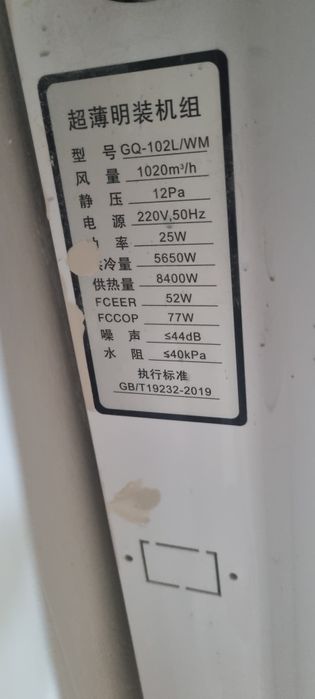 超薄明装机组
型 号 GQ-102L/WM
风 量 1020m³/h
静 压 12Pa
电 源 220V,50Hz
率 25W
冷量 5650W
供热量 8400W
FCEER 52W
FCCOP 77W
噪 声 ≤44dB
水 阻 ≤40kPa
执行标准
GB/T19232-2019